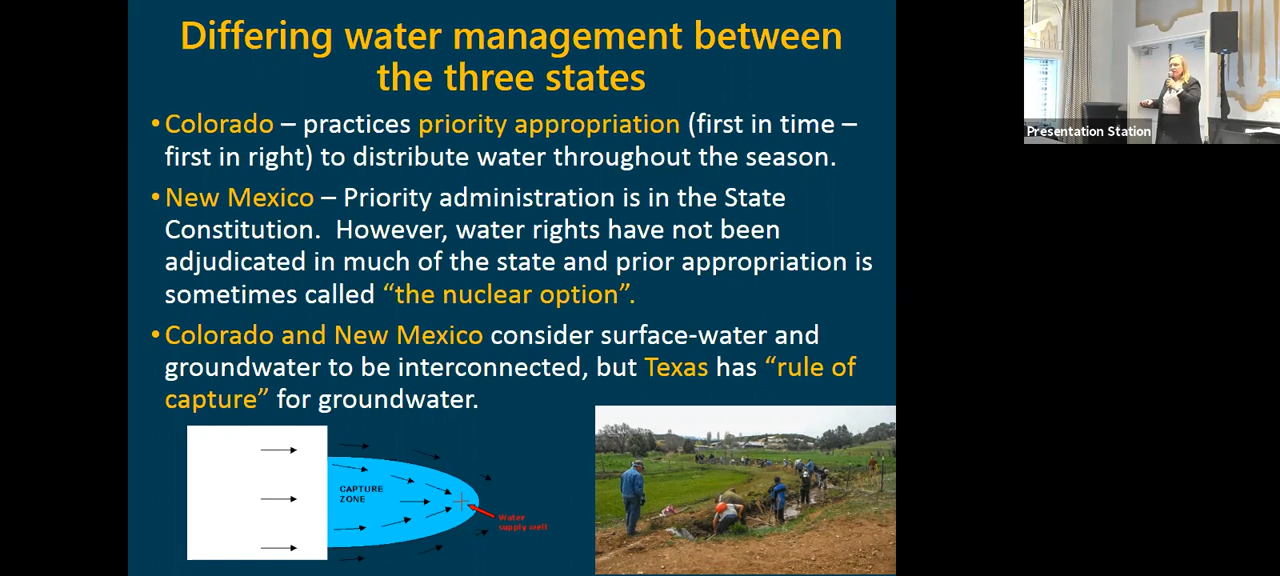 Differing water management between
the three states
• Colorado – practices priority appropriation (first in time –
first in right) to distribute water throughout the season.
• New Mexico – Priority administration is in the State
Constitution.  However, water rights have not been
adjudicated in much of the state and prior appropriation is
sometimes called “the nuclear option”.
• Colorado and New Mexico consider surface-water and
groundwater to be interconnected, but Texas has “rule of
capture” for groundwater.
CAPTURE
ZONE
Water
supply well
Presentation Station